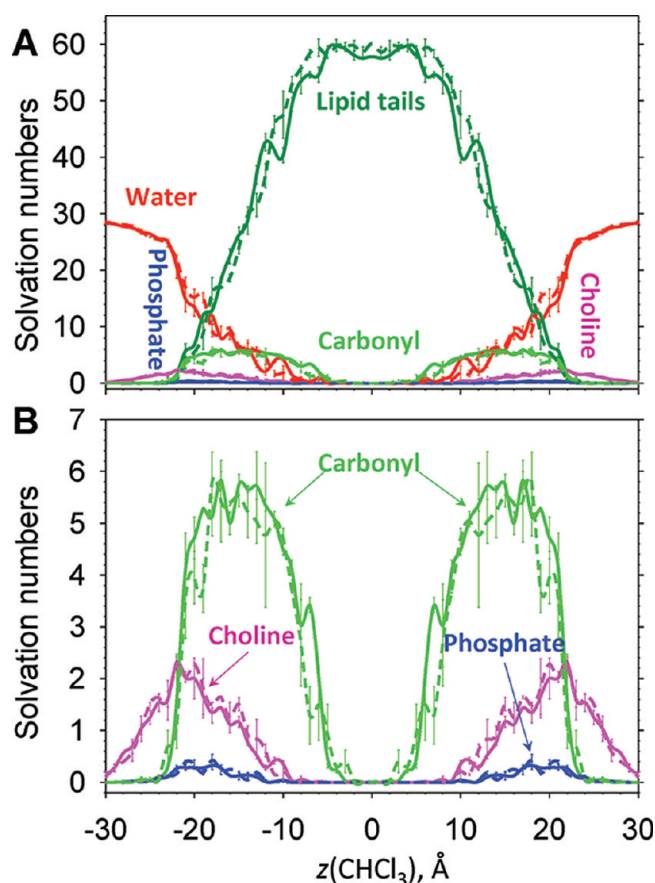 A
60
50
40
30
20
10
0
Solvation numbers
Lipid tails
Water
Phosphate
Carbonyl
Choline
B
7
6
5
4
3
2
1
0
Solvation numbers
Carbonyl
Choline
Phosphate
-30 -20 -10 0 10 20 30
z(CHCl₃), Å